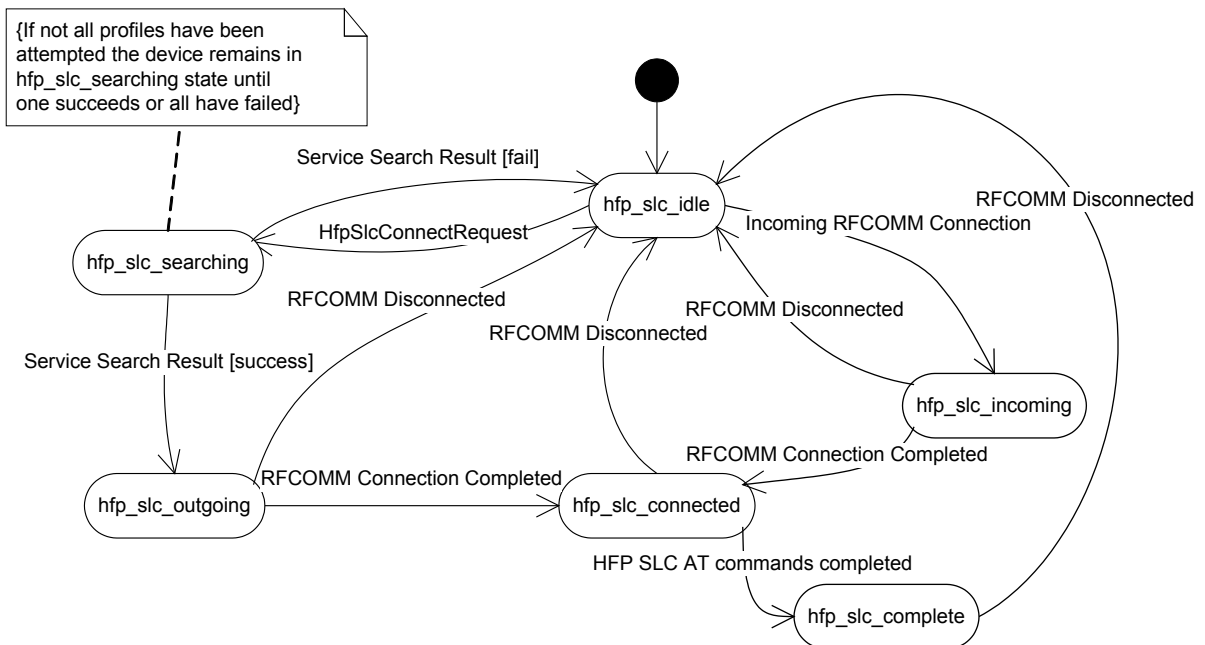 {If not all profiles have been
attempted the device remains in
hfp_slc_searching state until
one succeeds or all have failed}
Service Search Result [fail]
RFCOMM Disconnected
hfp_slc_idle
Incoming RFCOMM Connection
HfpSlcConnectRequest
hfp_slc_searching
RFCOMM Disconnected
RFCOMM Disconnected
RFCOMM Disconnected
Service Search Result [success]
hfp_slc_incoming
RFCOMM Connection Completed
RFCOMM Connection Completed
hfp_slc_outgoing
hfp_slc_connected
HFP SLC AT commands completed
hfp_slc_complete